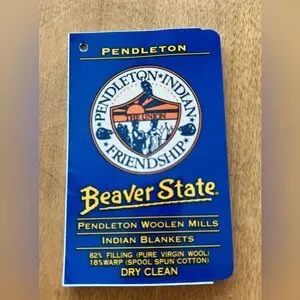 PENDLETON
PENDLETON·INDIAN
THE UNION
FRIENDSHIP
Beaver State®
PENDLETON WOOLEN MILLS
INDIAN BLANKETS
82% FILLING (PURE VIRGIN WOOL)
18% WARP (SPOOL SPUN COTTON)
DRY CLEAN